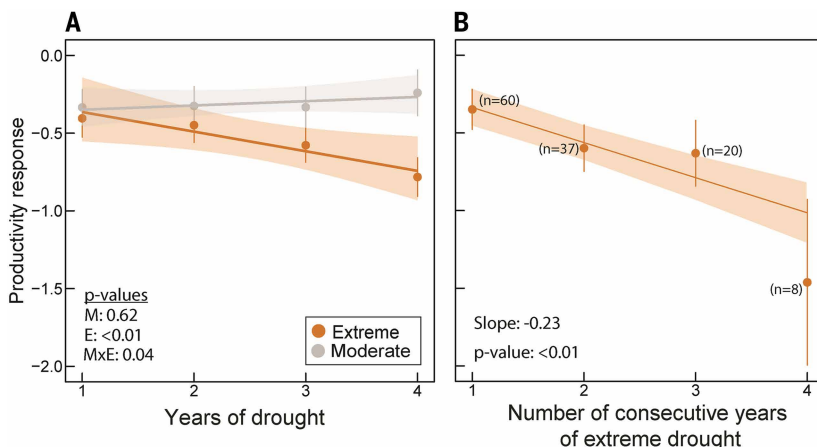 A
B
Productivity response
0.0
−0.5
−1.0
−1.5
−2.0
p-values
M: 0.62
E: <0.01
MxE: 0.04
Extreme
Moderate
1 2 3 4
Years of drought
(n=60)
(n=37)
(n=20)
(n=8)
Slope: -0.23
p-value: <0.01
1 2 3 4
Number of consecutive years
of extreme drought